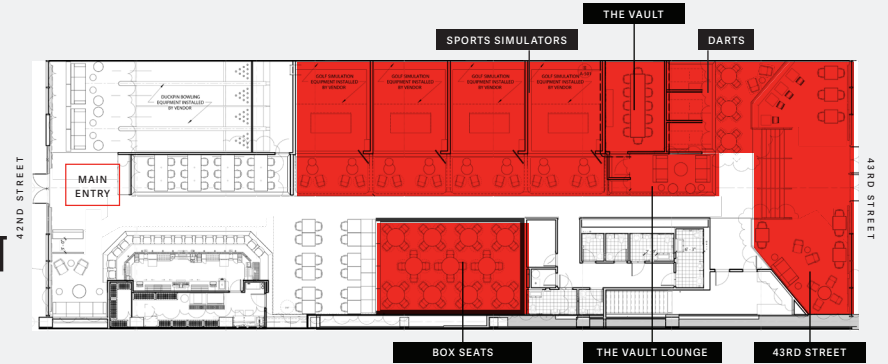 THE VAULT
SPORTS SIMULATORS
DARTS
GOLF SIMULATION
EQUIPMENT INSTALLED
BY VENDOR
GOLF SIMULATION
EQUIPMENT INSTALLED
BY VENDOR
GOLF SIMULATION
EQUIPMENT INSTALLED
BY VENDOR
GOLF SIMULATION
EQUIPMENT INSTALLED
BY VENDOR
DUCKPIN BOWLING
EQUIPMENT INSTALLED
BY VENDOR
42ND STREET
MAIN
ENTRY
43RD STREET
BOX SEATS
THE VAULT LOUNGE
43RD STREET